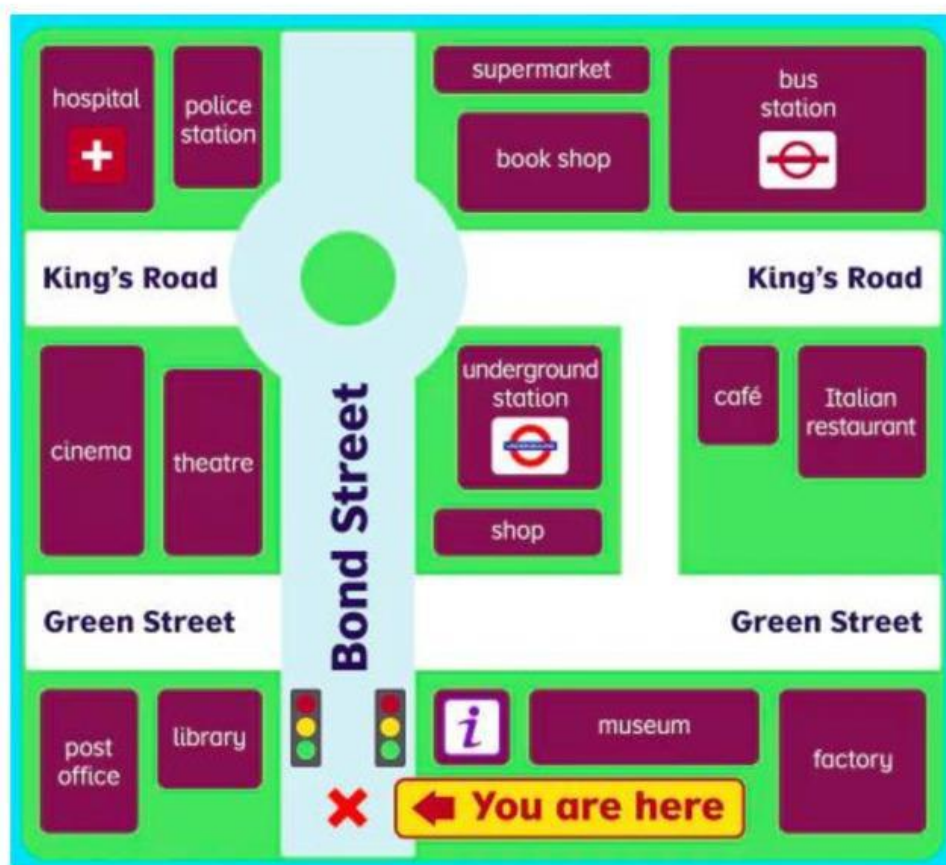 hospital
police
station
supermarket
book shop
bus
station
King's Road
King's Road
cinema
theatre
Bond Street
underground
station
UNDERGROUND
shop
café
Italian
restaurant
Green Street
Green Street
post
office
library
i
museum
factory
You are here